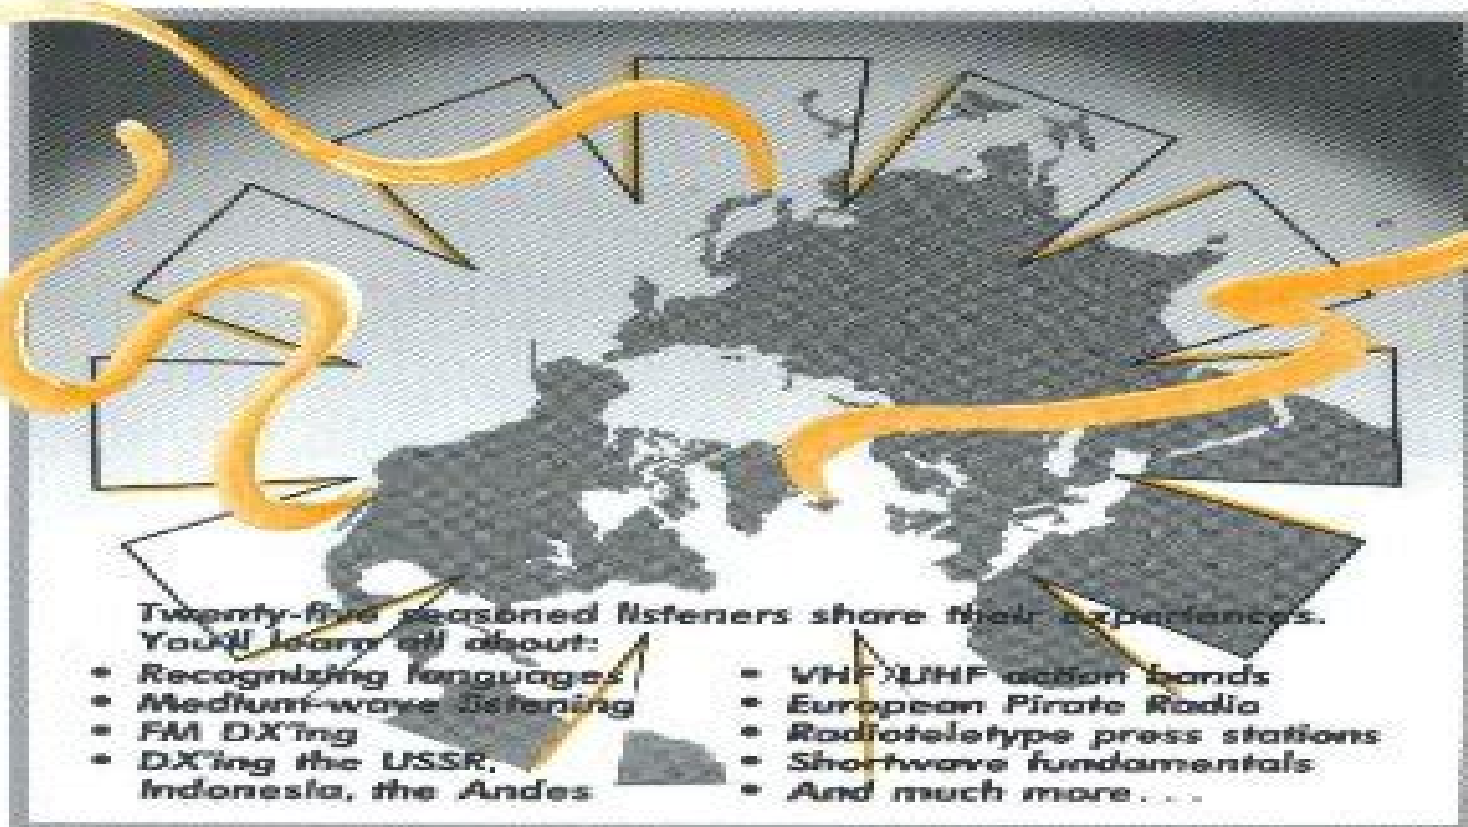 Twenty-five seasoned listeners share their experiences.
You'll learn all about:
• Recognizing languages
• Medium-wave listening
• FM DX'ing
• DX'ing the USSR,
Indonesia, the Andes
• VHF/UHF action bands
• European Pirate Radio
• Radioteletype press stations
• Shortwave fundamentals
• And much more . . .